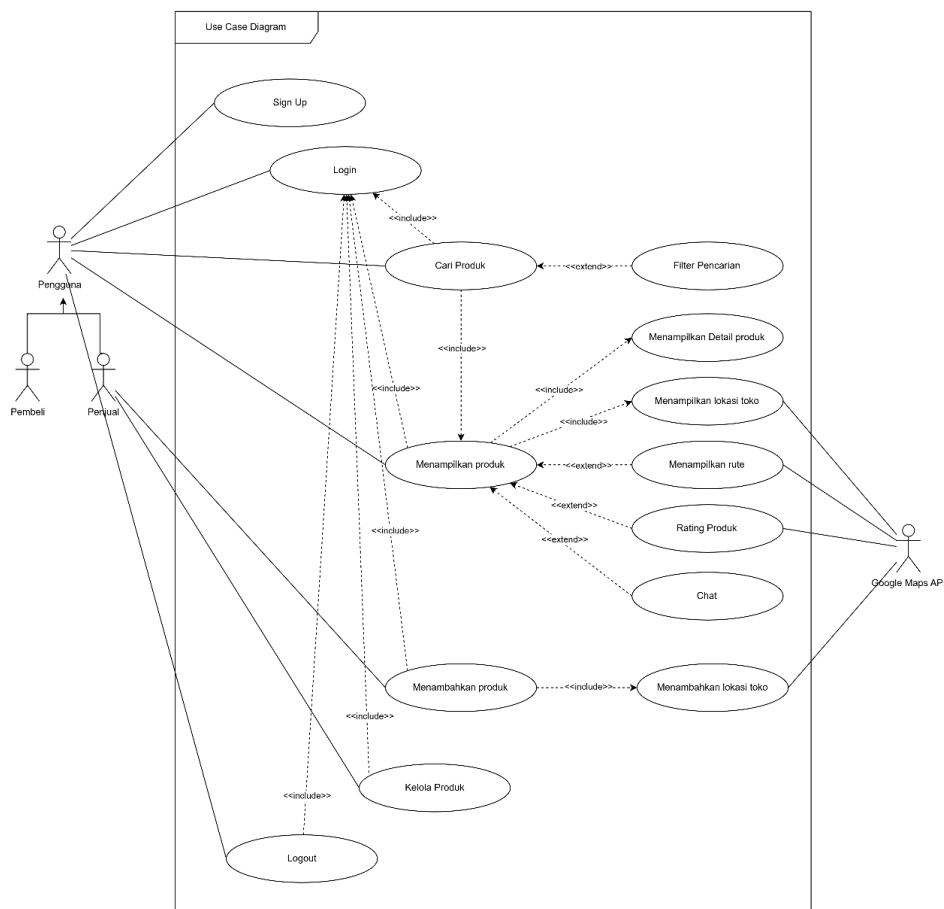 Use Case Diagram
Sign Up
Login
<<include>>
Pengguna
Cari Produk
<<extend>>
Filter Pencarian
<<include>>
Menampilkan Detail produk
Pembeli
Penjual
<<include>>
<<include>>
Menampilkan lokasi toko
<<include>>
Menampilkan produk
<<extend>>
Menampilkan rute
<<extend>>
Rating Produk
<<include>>
<<extend>>
Google Maps AP
Chat
Menambahkan produk
<<include>>
Menambahkan lokasi toko
<<include>>
Kelola Produk
<<include>>
Logout